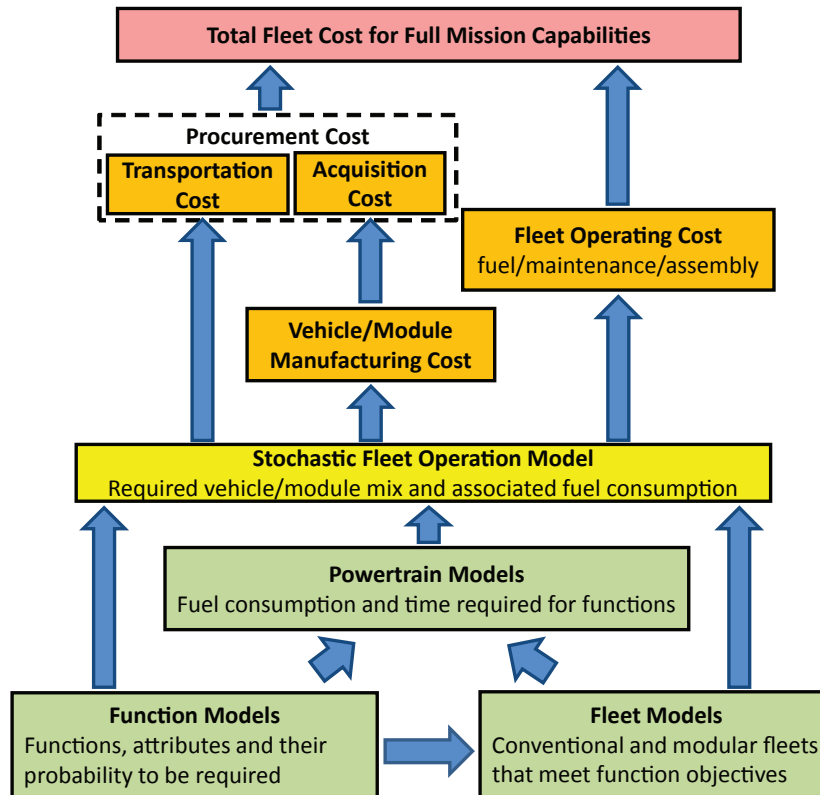 Total Fleet Cost for Full Mission Capabilities
Procurement Cost
Transportation
Cost
Acquisition
Cost
Fleet Operating Cost
fuel/maintenance/assembly
Vehicle/Module
Manufacturing Cost
Stochastic Fleet Operation Model
Required vehicle/module mix and associated fuel consumption
Powertrain Models
Fuel consumption and time required for functions
Function Models
Functions, attributes and their
probability to be required
Fleet Models
Conventional and modular fleets
that meet function objectives